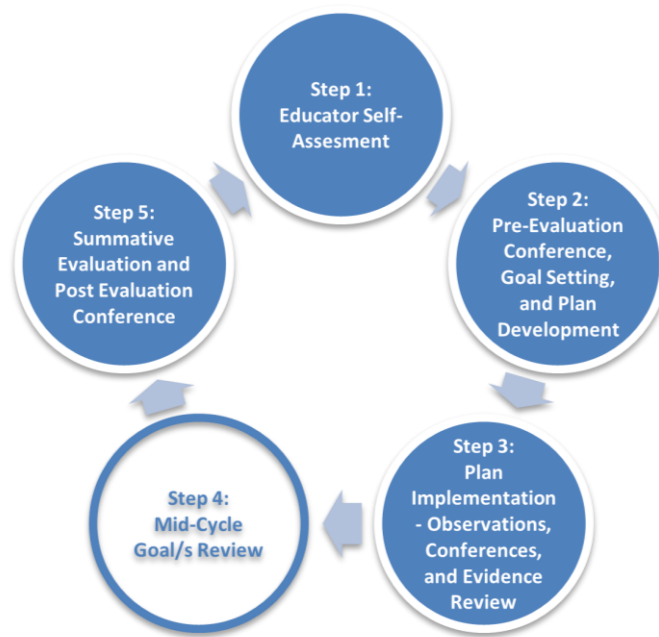 Step 1:
Educator Self-
Assesment
Step 2:
Pre-Evaluation
Conference,
Goal Setting,
and Plan
Development
Step 3:
Plan
Implementation
- Observations,
Conferences,
and Evidence
Review
Step 4:
Mid-Cycle
Goal/s Review
Step 5:
Summative
Evaluation and
Post Evaluation
Conference